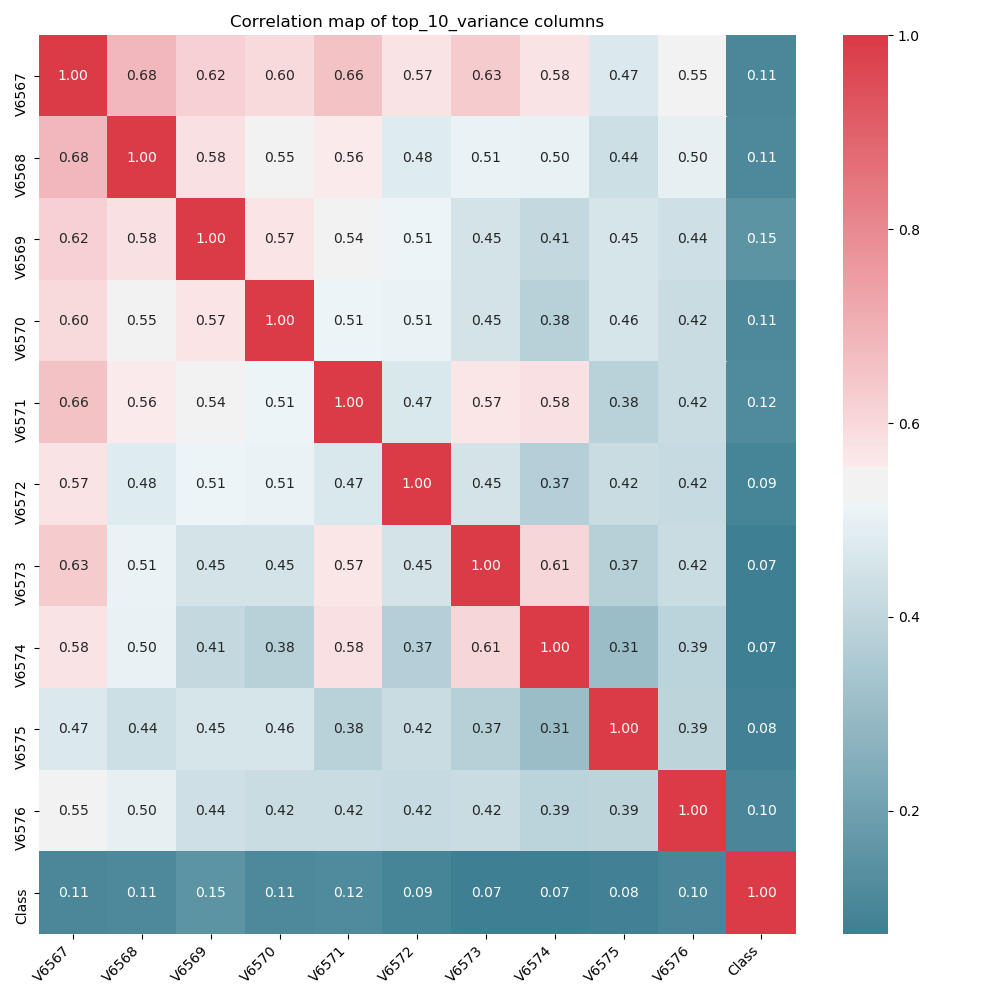 Correlation map of top_10_variance columns
V6567 1.00 0.68 0.62 0.60 0.66 0.57 0.63 0.58 0.47 0.55 0.11
V6568 0.68 1.00 0.58 0.55 0.56 0.48 0.51 0.50 0.44 0.50 0.11
V6569 0.62 0.58 1.00 0.57 0.54 0.51 0.45 0.41 0.45 0.44 0.15
V6570 0.60 0.55 0.57 1.00 0.51 0.51 0.45 0.38 0.46 0.42 0.11
V6571 0.66 0.56 0.54 0.51 1.00 0.47 0.57 0.58 0.38 0.42 0.12
V6572 0.57 0.48 0.51 0.51 0.47 1.00 0.45 0.37 0.42 0.42 0.09
V6573 0.63 0.51 0.45 0.45 0.57 0.45 1.00 0.61 0.37 0.42 0.07
V6574 0.58 0.50 0.41 0.38 0.58 0.37 0.61 1.00 0.31 0.39 0.07
V6575 0.47 0.44 0.45 0.46 0.38 0.42 0.37 0.31 1.00 0.39 0.08
V6576 0.55 0.50 0.44 0.42 0.42 0.42 0.42 0.39 0.39 1.00 0.10
Class 0.11 0.11 0.15 0.11 0.12 0.09 0.07 0.07 0.08 0.10 1.00
V6567 V6568 V6569 V6570 V6571 V6572 V6573 V6574 V6575 V6576 Class
1.0
0.8
0.6
0.4
0.2